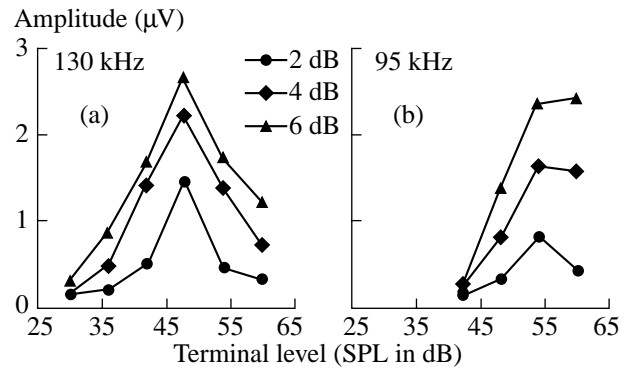 Amplitude (μV)
3
130 kHz
2 dB
95 kHz
4 dB
(a)
6 dB
(b)
2
1
0
25 35 45 55 65 25 35 45 55 65
Terminal level (SPL in dB)